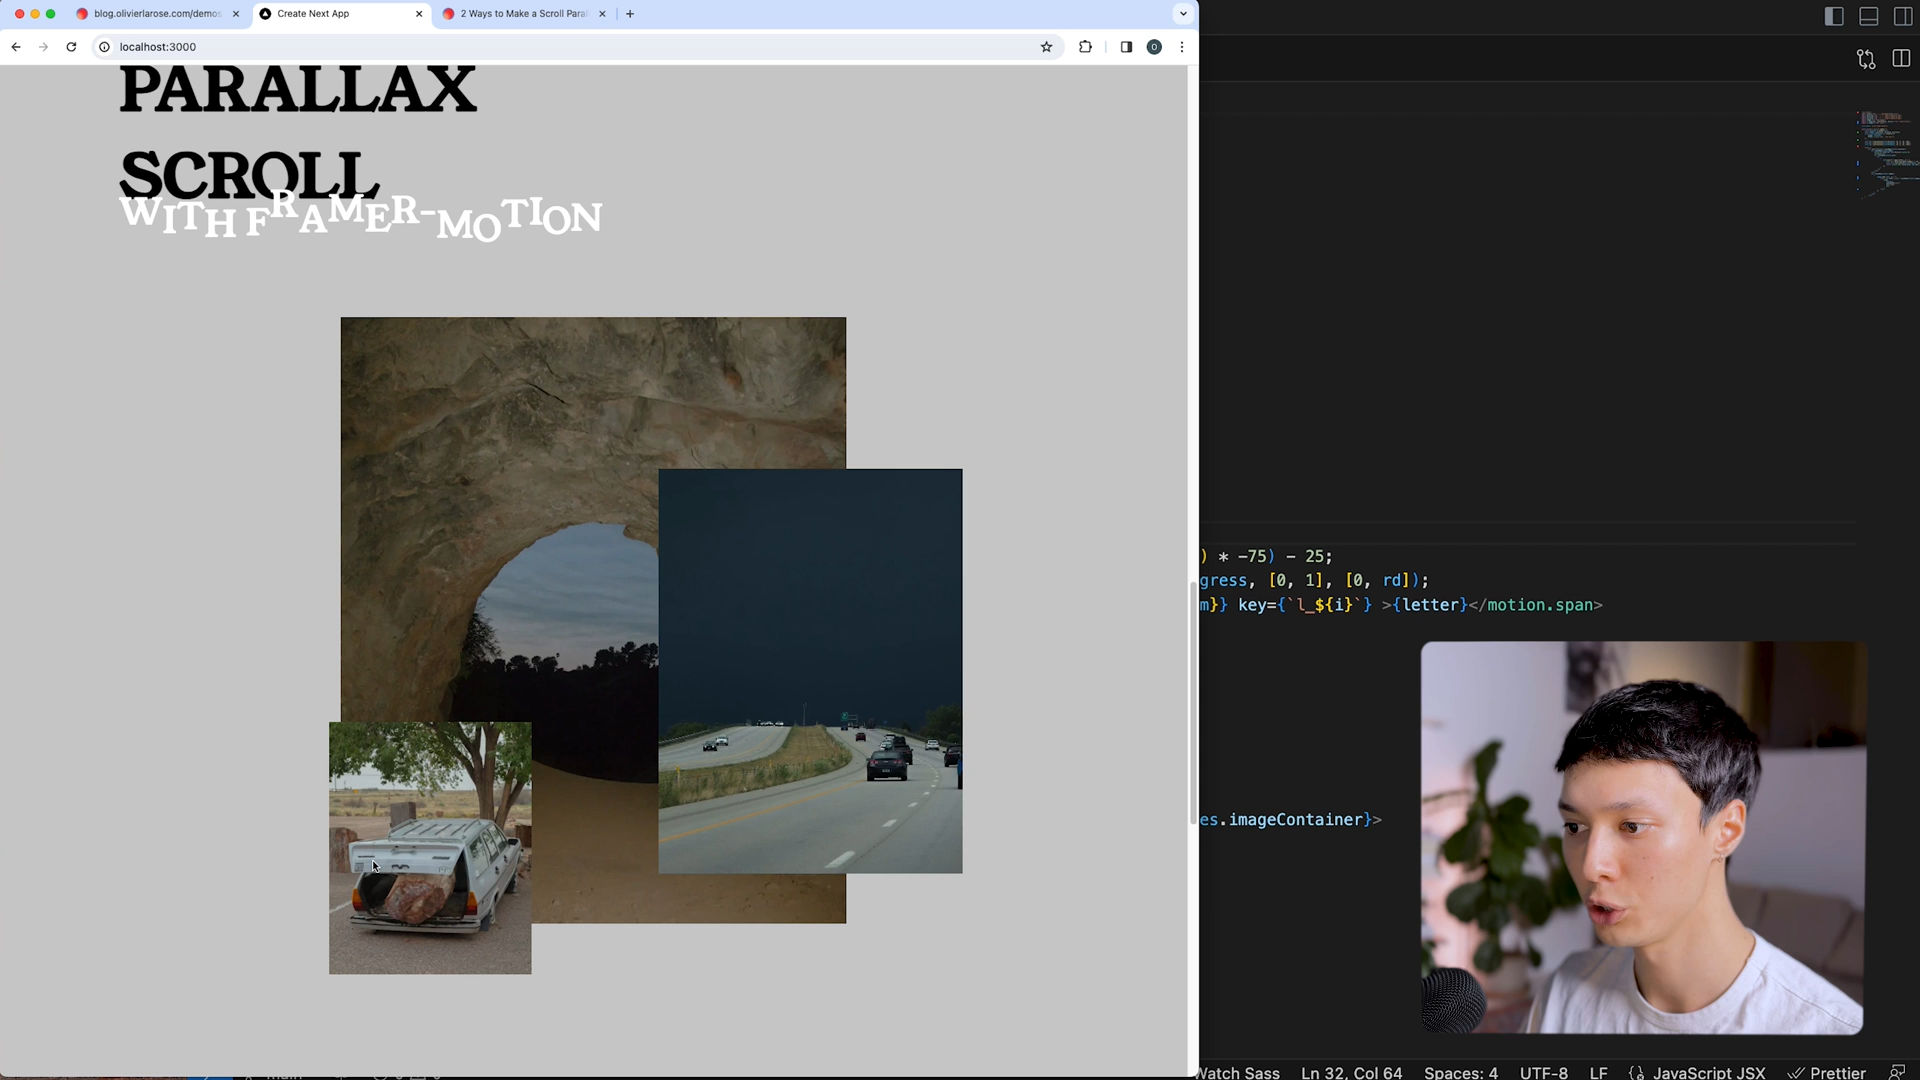 blog.olivierlarose.com/demos
Create Next App
2 Ways to Make a Scroll Para
localhost:3000
O
PARALLAX
SCROLL
WITH FRAMER-MOTION
) * -75) - 25;
gress, [0, 1], [0, rd]);
m}} key={`l_${i}`} >{letter}</motion.span>
es.imageContainer}>
Watch Sass
Ln 32, Col 64
Spaces: 4
UTF-8
LF
JavaScript JSX
Prettier